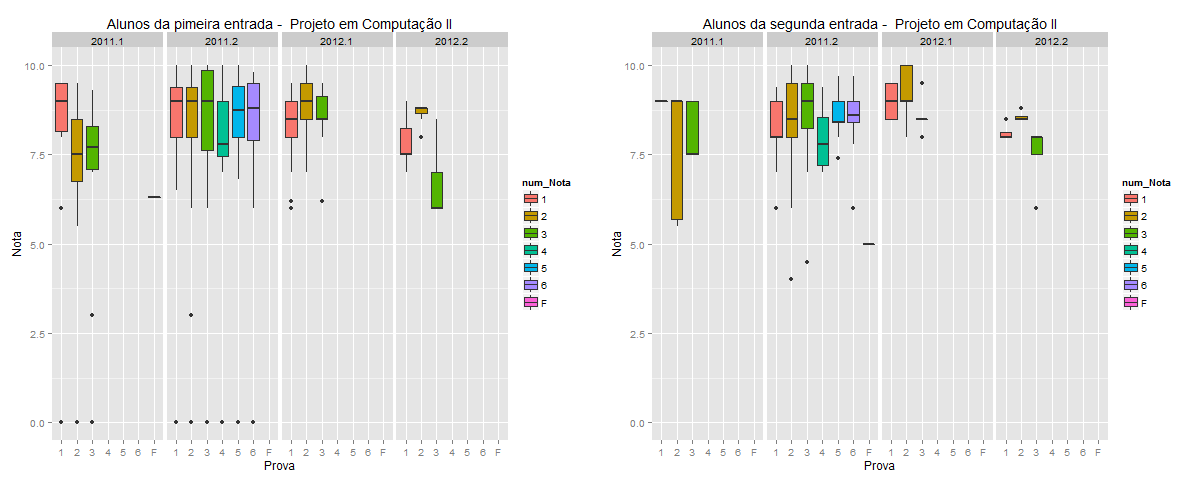 Alunos da pimeira entrada - Projeto em Computação II
2011.1 2011.2 2012.1 2012.2
10.0
7.5
5.0
2.5
0.0
Nota
1 2 3 4 5 6 F 1 2 3 4 5 6 F 1 2 3 4 5 6 F 1 2 3 4 5 6 F
Prova
num_Nota
1
2
3
4
5
6
F
Alunos da segunda entrada - Projeto em Computação II
2011.1 2011.2 2012.1 2012.2
10.0
7.5
5.0
2.5
0.0
Nota
1 2 3 4 5 6 F 1 2 3 4 5 6 F 1 2 3 4 5 6 F 1 2 3 4 5 6 F
Prova
num_Nota
1
2
3
4
5
6
F